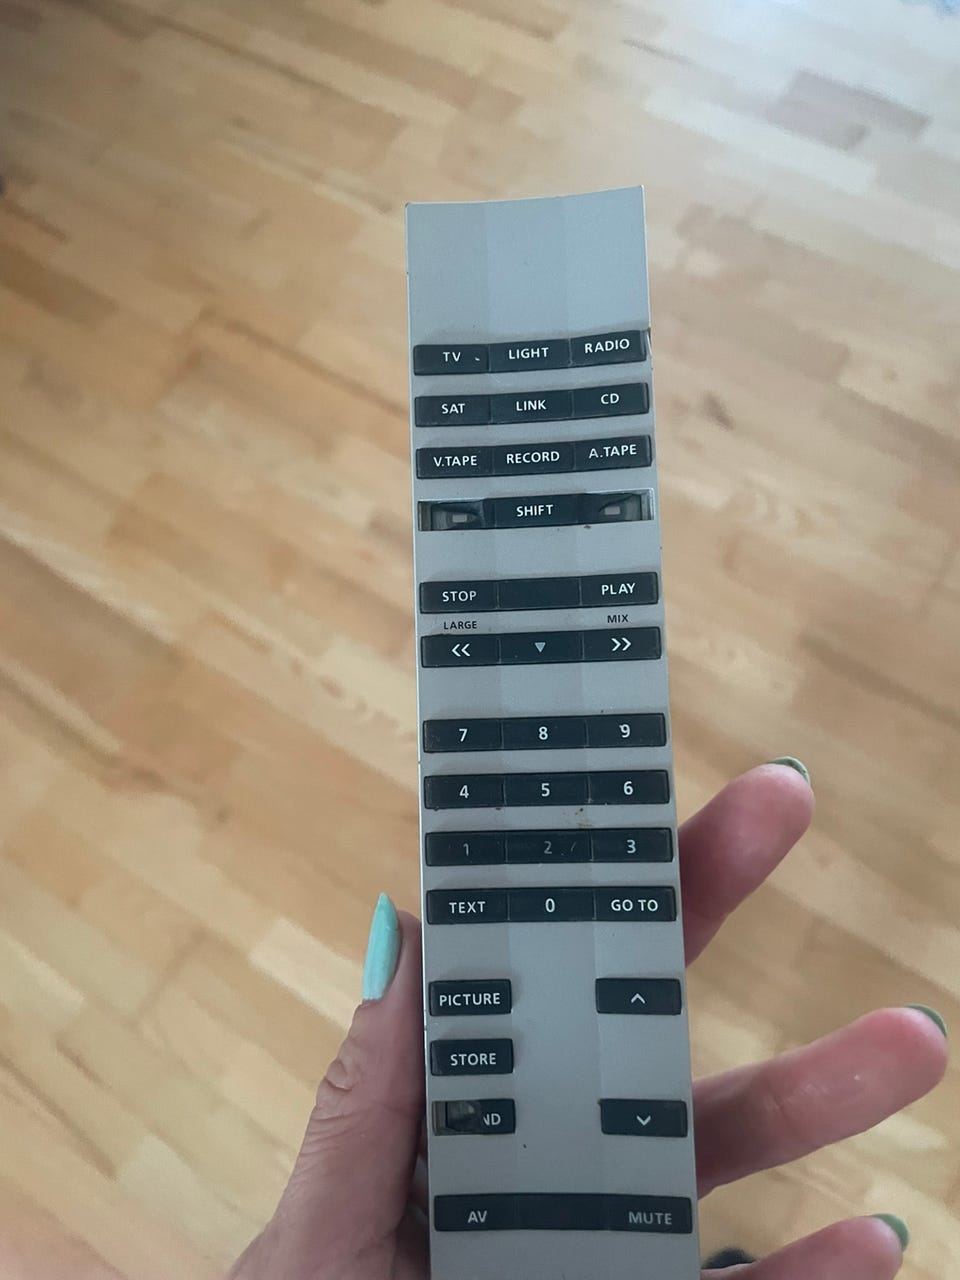 TV LIGHT RADIO
SAT LINK CD
V.TAPE RECORD A.TAPE
SHIFT
STOP PLAY
LARGE MIX
<< ▼ >>
7 8 9
4 5 6
1 2 3
TEXT 0 GO TO
PICTURE
STORE
ND
AV MUTE